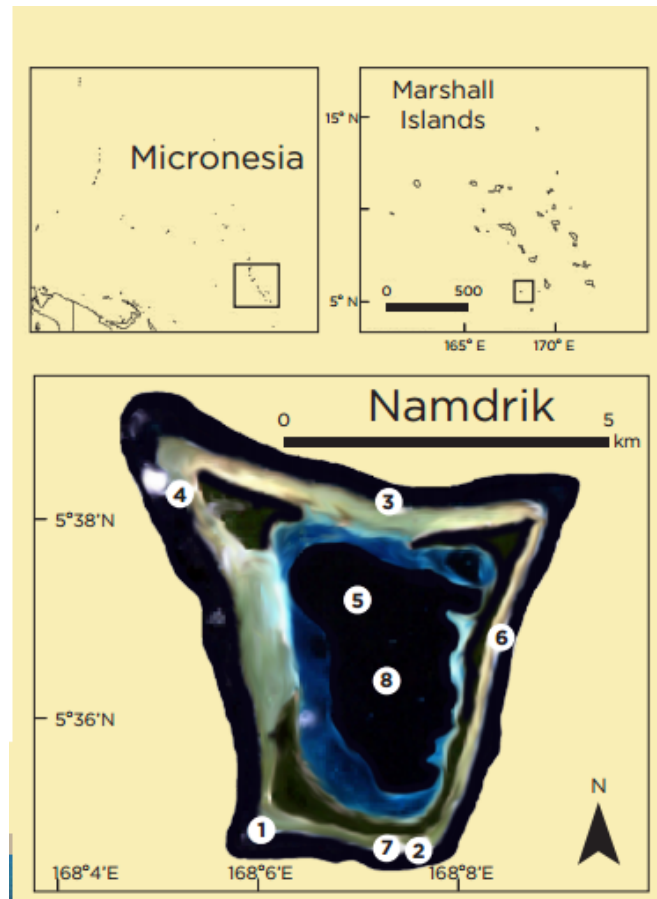 Micronesia
Marshall
Islands
15° N
0 500
5° N
165° E 170° E
Namdrik
0 5
km
4
3
5°38'N
5
6
8
5°36'N
N
1
7 2
168°4'E 168°6'E 168°8'E